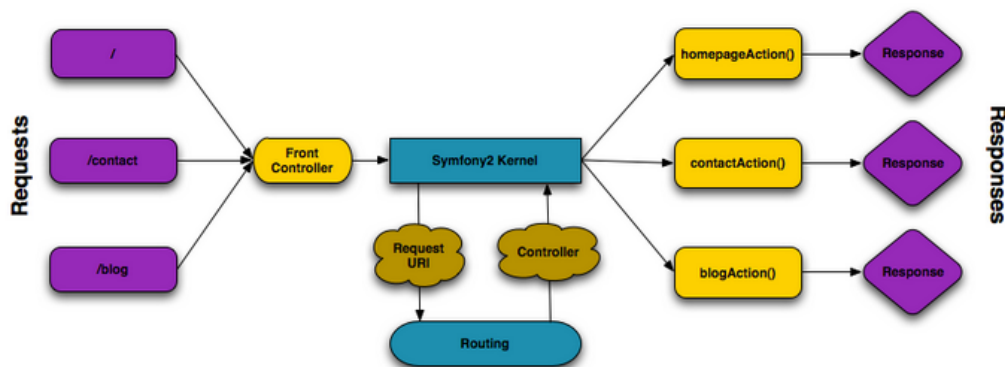 Requests
/
/contact
/blog
Front
Controller
Symfony2 Kernel
Request
URI
Controller
Routing
homepageAction()
contactAction()
blogAction()
Response
Response
Response
Responses